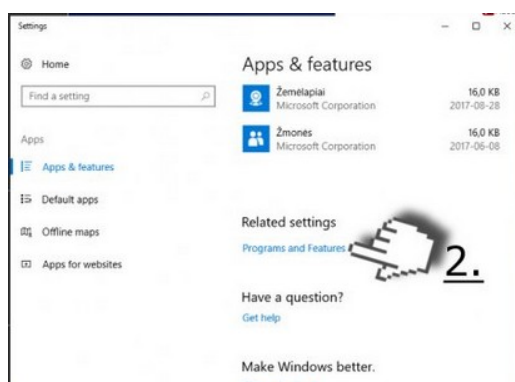 Settings
Home
Find a setting
Apps
Apps & features
Default apps
Offline maps
Apps for websites
Apps & features
Žemėlapiai 16,0 KB
Microsoft Corporation 2017-08-28
Žmonės 16,0 KB
Microsoft Corporation 2017-06-08
Related settings
Programs and Features
2.
Have a question?
Get help
Make Windows better.